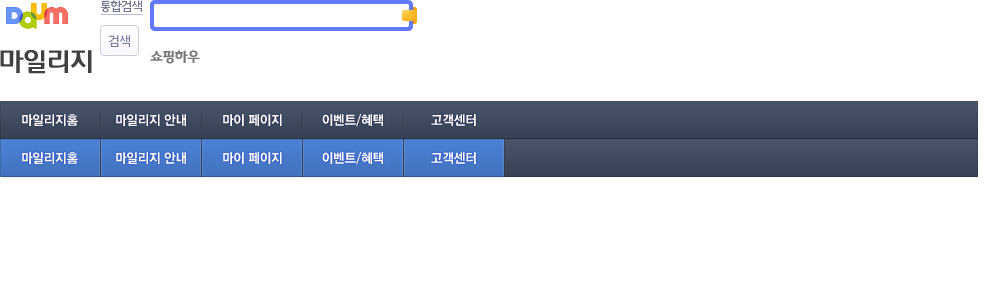 Daum
통합검색
검색
마일리지
쇼핑하우
마일리지홈 마일리지 안내 마이 페이지 이벤트/혜택 고객센터
마일리지홈 마일리지 안내 마이 페이지 이벤트/혜택 고객센터